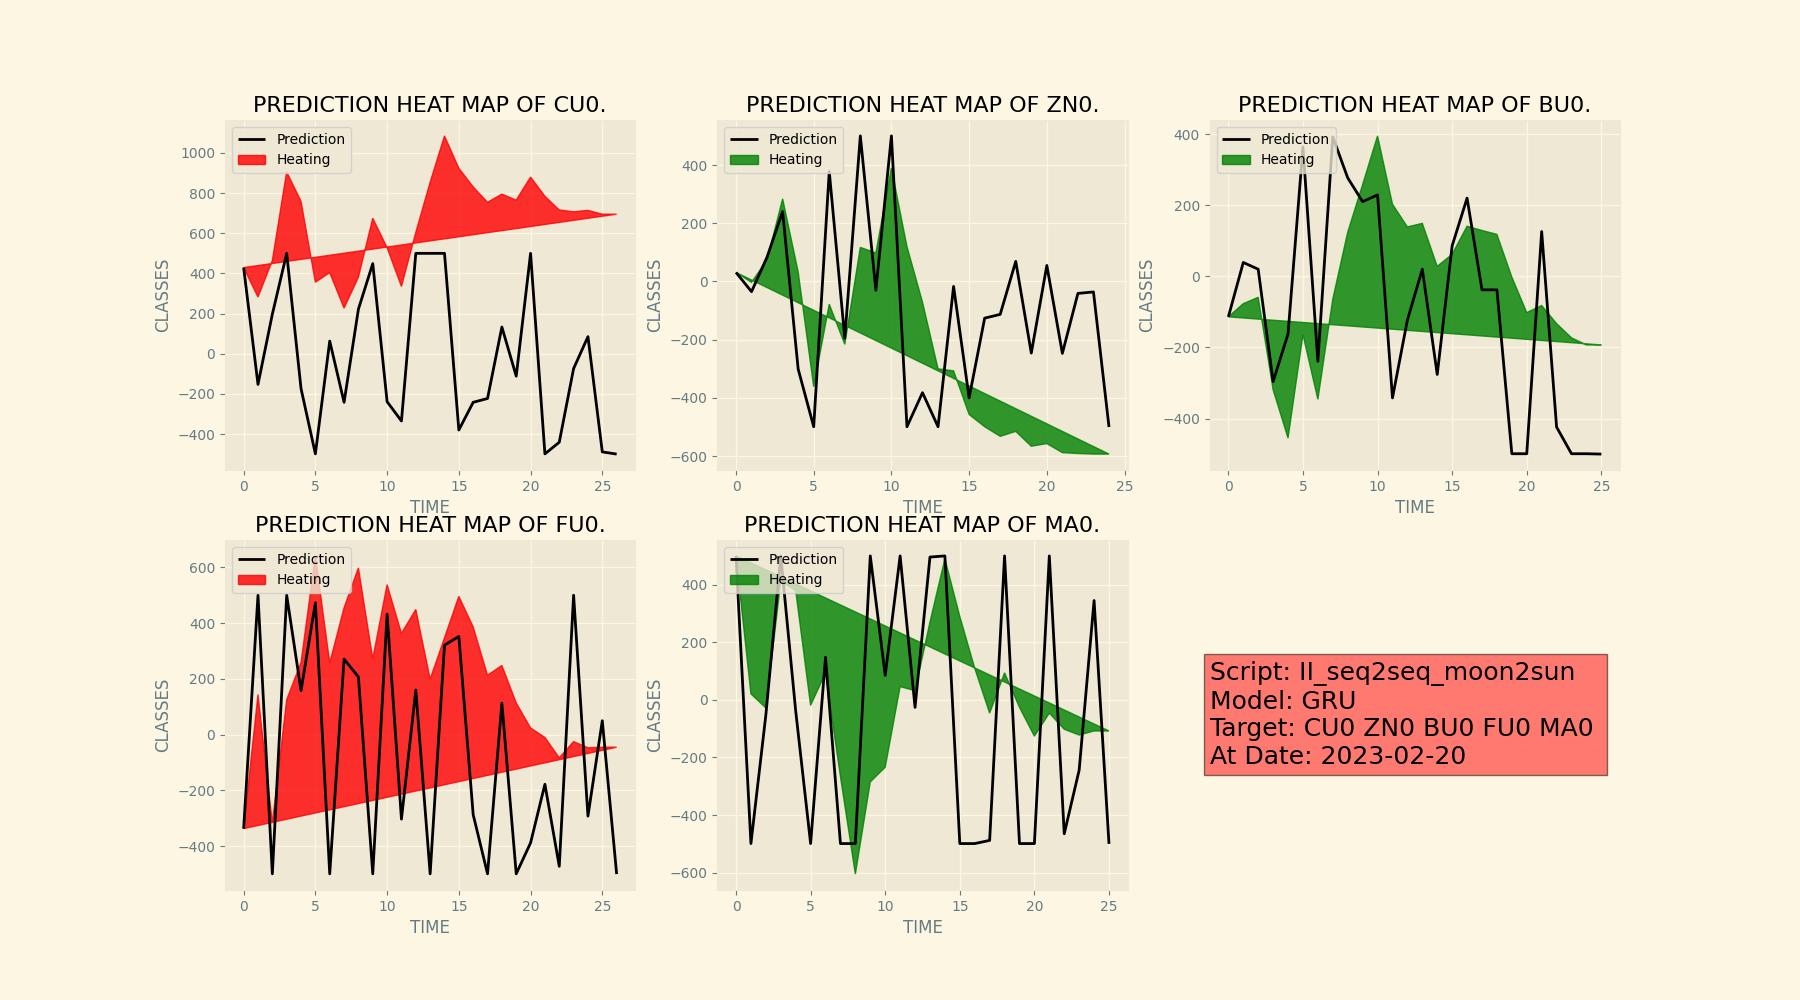 PREDICTION HEAT MAP OF CU0.
Prediction
Heating
1000
800
600
400
200
0
−200
−400
CLASSES
0 5 10 15 20 25
TIME
PREDICTION HEAT MAP OF ZN0.
Prediction
Heating
400
200
0
−200
−400
−600
CLASSES
0 5 10 15 20 25
TIME
PREDICTION HEAT MAP OF BU0.
Prediction
Heating
400
200
0
−200
−400
CLASSES
0 5 10 15 20 25
TIME
PREDICTION HEAT MAP OF FU0.
Prediction
Heating
600
400
200
0
−200
−400
CLASSES
0 5 10 15 20 25
TIME
PREDICTION HEAT MAP OF MA0.
Prediction
Heating
400
200
0
−200
−400
−600
CLASSES
0 5 10 15 20 25
TIME
Script: II_seq2seq_moon2sun
Model: GRU
Target: CU0 ZN0 BU0 FU0 MA0
At Date: 2023-02-20